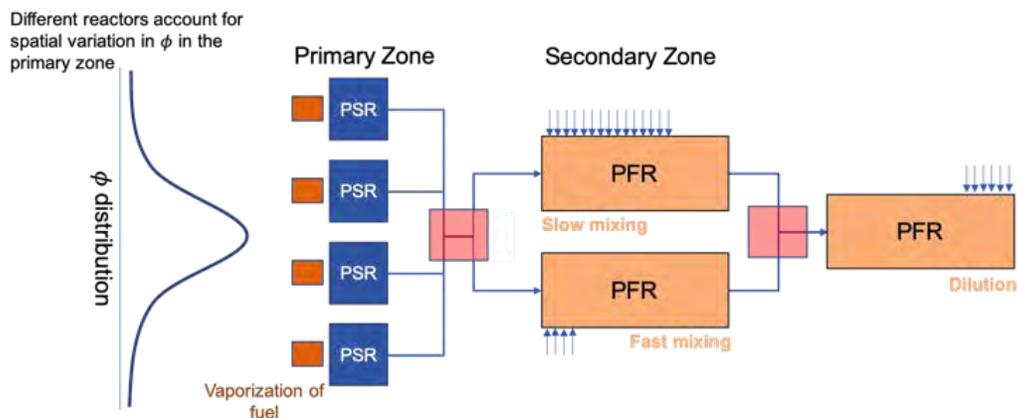 Different reactors account for
spatial variation in ϕ in the
primary zone
Primary Zone
Secondary Zone
ϕ distribution
PSR
PSR
PSR
PSR
Vaporization of
fuel
PFR
Slow mixing
PFR
Fast mixing
PFR
Dilution